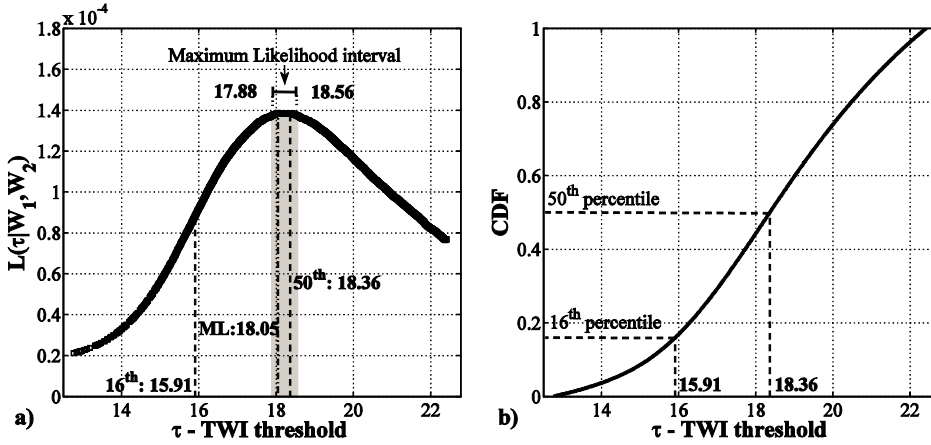 x 10-4
1.8
1.6
1.4
1.2
1
0.8
0.6
0.4
0.2
0
L(τ|W1,W2)
Maximum Likelihood interval
17.88 18.56
50th: 18.36
ML:18.05
16th: 15.91
14 16 18 20 22
τ - TWI threshold
a)
1
0.8
0.6
0.4
0.2
0
CDF
50th percentile
16th percentile
15.91 18.36
14 16 18 20 22
τ - TWI threshold
b)